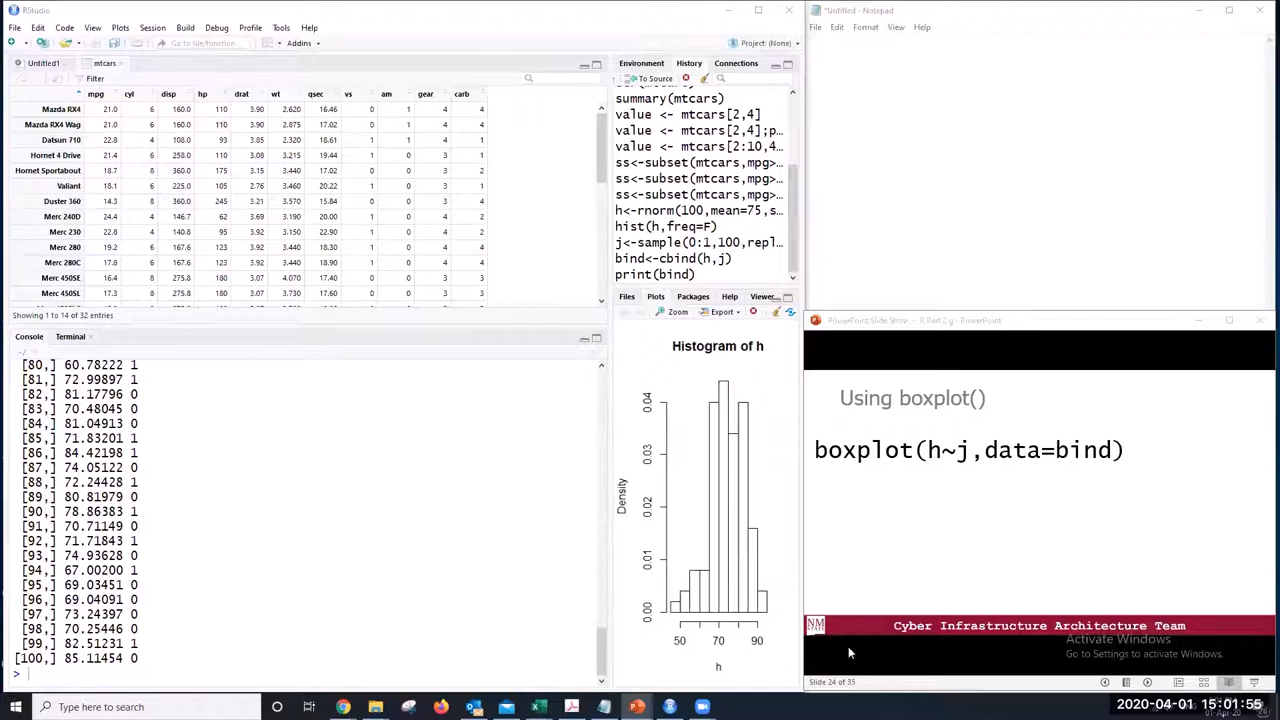 RStudio
File Edit Code View Plots Session Build Debug Profile Tools Help
Go to file/function Addins Project: (None)
Untitled1 mtcars
Filter
mpg cyl disp hp drat wt qsec vs am gear carb
Mazda RX4 21.0 6 160.0 110 3.90 2.620 16.46 0 1 4 4
Mazda RX4 Wag 21.0 6 160.0 110 3.90 2.875 17.02 0 1 4 4
Datsun 710 22.8 4 108.0 93 3.85 2.320 18.61 1 1 4 1
Hornet 4 Drive 21.4 6 258.0 110 3.08 3.215 19.44 1 0 3 1
Hornet Sportabout 18.7 8 360.0 175 3.15 3.440 17.02 0 0 3 2
Valiant 18.1 6 225.0 105 2.76 3.460 20.22 1 0 3 1
Duster 360 14.3 8 360.0 245 3.21 3.570 15.84 0 0 3 4
Merc 240D 24.4 4 146.7 62 3.69 3.190 20.00 1 0 4 2
Merc 230 22.8 4 140.8 95 3.92 3.150 22.90 1 0 4 2
Merc 280 19.2 6 167.6 123 3.92 3.440 18.30 1 0 4 4
Merc 280C 17.8 6 167.6 123 3.92 3.440 18.90 1 0 4 4
Merc 450SE 16.4 8 275.8 180 3.07 4.070 17.40 0 0 3 3
Merc 450SL 17.3 8 275.8 180 3.07 3.730 17.60 0 0 3 3
Showing 1 to 14 of 32 entries
Console Terminal
~/
[80,] 60.78222 1
[81,] 72.99897 1
[82,] 81.17796 0
[83,] 70.48045 0
[84,] 81.04913 0
[85,] 71.83201 1
[86,] 84.42198 1
[87,] 74.05122 0
[88,] 72.24428 1
[89,] 80.81979 0
[90,] 78.86383 1
[91,] 70.71149 0
[92,] 71.71843 1
[93,] 74.93628 0
[94,] 67.00200 1
[95,] 69.03451 0
[96,] 69.04091 0
[97,] 73.24397 0
[98,] 70.25446 0
[99,] 82.51231 1
[100,] 85.11454 0
>
Environment History Connections
To Source
summary(mtcars)
value <- mtcars[2,4]
value <- mtcars[2,4];p...
value <- mtcars[2:10,4...
ss<-subset(mtcars,mpg>...
ss<-subset(mtcars,mpg>...
ss<-subset(mtcars,mpg>...
h<-rnorm(100,mean=75,s...
hist(h,freq=F)
j<-sample(0:1,100,repl...
bind<-cbind(h,j)
print(bind)
Files Plots Packages Help Viewer
Zoom Export
Histogram of h
Density
0.04
0.03
0.02
0.01
0.00
50 70 90
h
*Untitled - Notepad
File Edit Format View Help
PowerPoint Slide Show - R Part 2.g - PowerPoint
Using boxplot()
boxplot(h~j,data=bind)
NM
STATE
Cyber Infrastructure Architecture Team
Activate Windows
Go to Settings to activate Windows.
Slide 24 of 35
Type here to search
2020-04-01 15:01:55